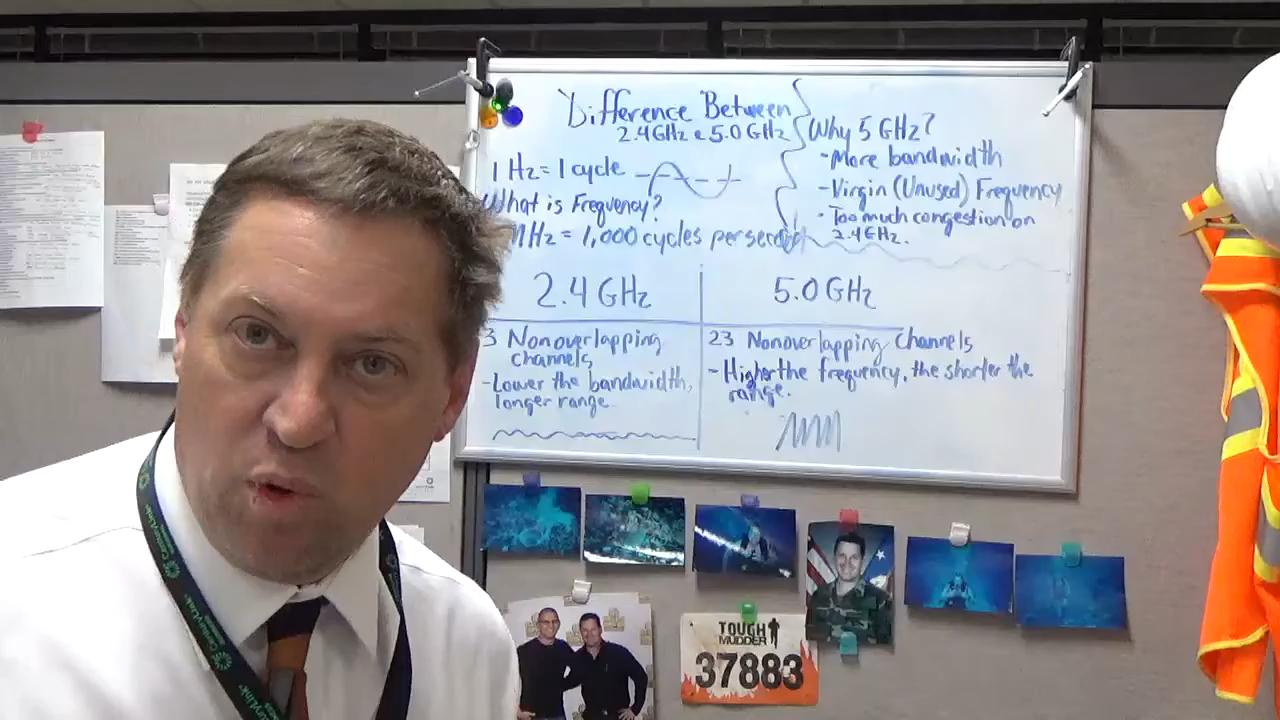 Difference Between
2.4 GHz & 5.0 GHz
1 Hz = 1 cycle
What is Frequency?
MHz = 1,000 cycles per second
Why 5 GHz?
- More bandwidth
- Virgin (Unused) Frequency
- Too much congestion on
2.4 GHz.
2.4 GHz
3 Nonoverlapping
channels
- Lower the bandwidth,
longer range
5.0 GHz
23 Nonoverlapping Channels
- Higher the frequency, the shorter the
range.
CenturyLink
CenturyLink
TOUGH
MUDDER
37883